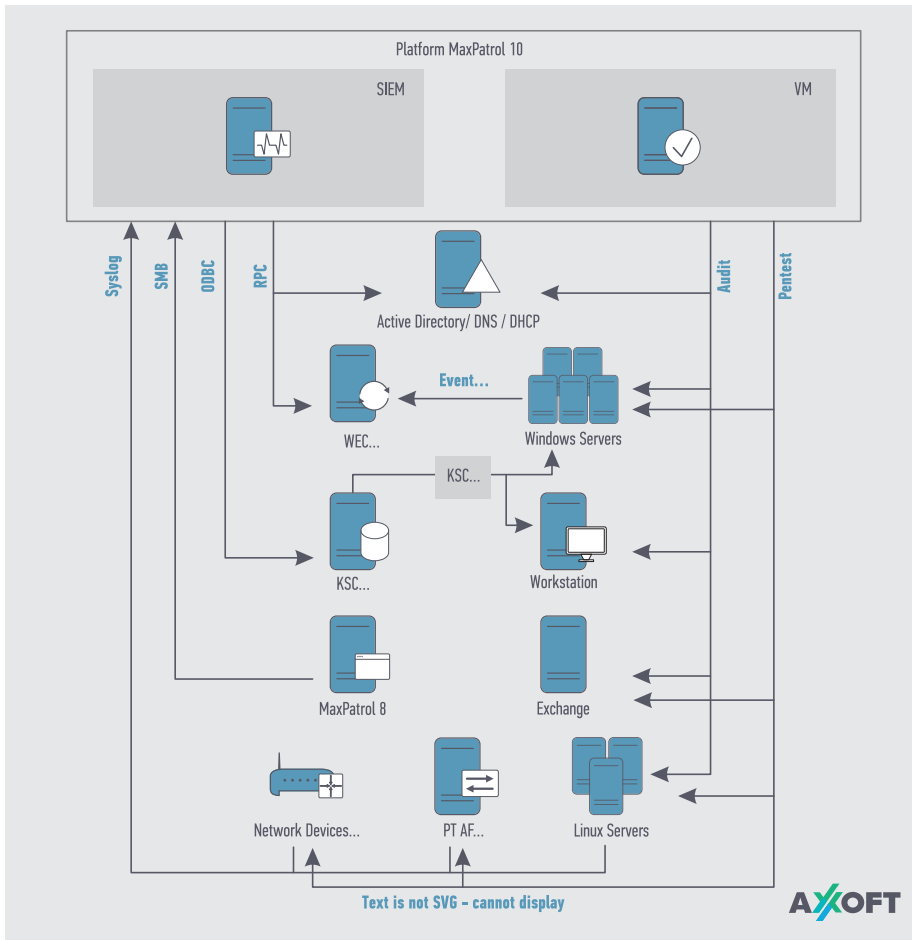 Platform MaxPatrol 10
SIEM
VM
Syslog
SMB
ODBC
RPC
Audit
Pentest
Active Directory/ DNS / DHCP
Event...
WEC...
Windows Servers
KSC...
KSC...
Workstation
MaxPatrol 8
Exchange
Network Devices...
PT AF...
Linux Servers
Text is not SVG - cannot display
AXXOFT